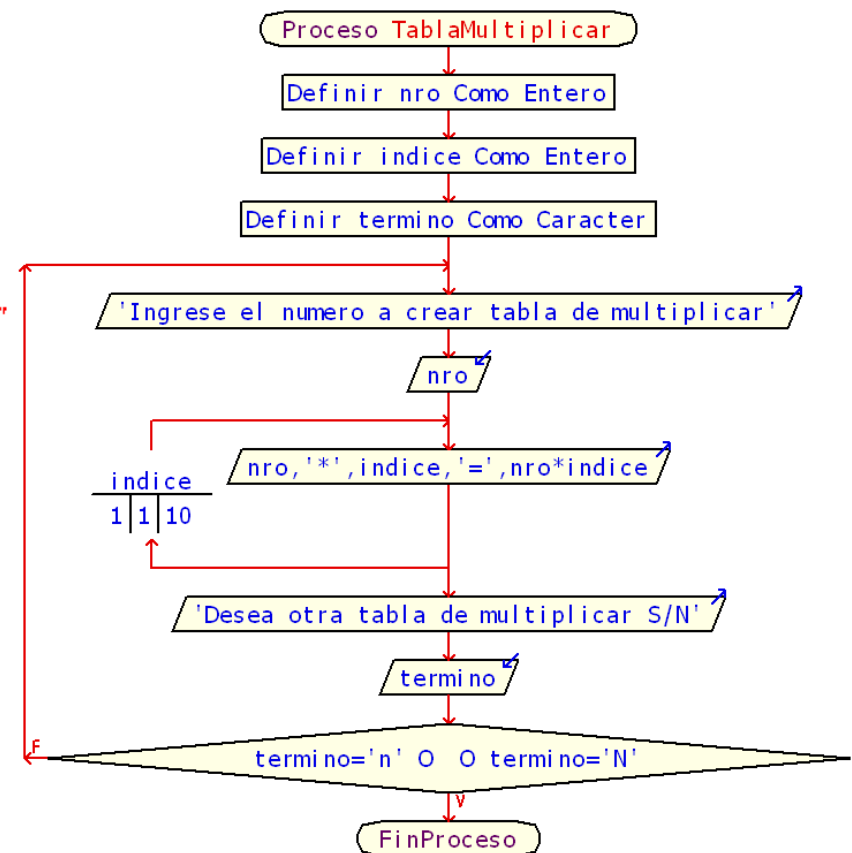 Proceso TablaMultiplicar
Definir nro Como Entero
Definir indice Como Entero
Definir termino Como Caracter
"
'Ingrese el numero a crear tabla de multiplicar'
nro
nro,'*',indice,'=',nro*indice
indice
1 1 10
'Desea otra tabla de multiplicar S/N'
termino
F
termino='n' O O termino='N'
V
FinProceso